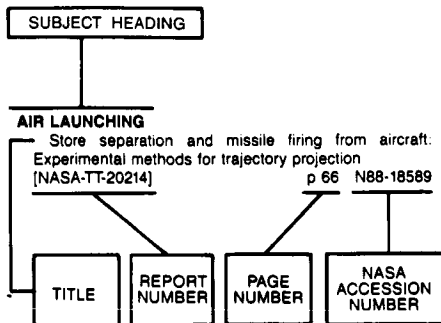 SUBJECT HEADING
AIR LAUNCHING
Store separation and missile firing from aircraft:
Experimental methods for trajectory projection
[NASA-TT-20214] p 66 N88-18589
TITLE
REPORT
NUMBER
PAGE
NUMBER
NASA
ACCESSION
NUMBER